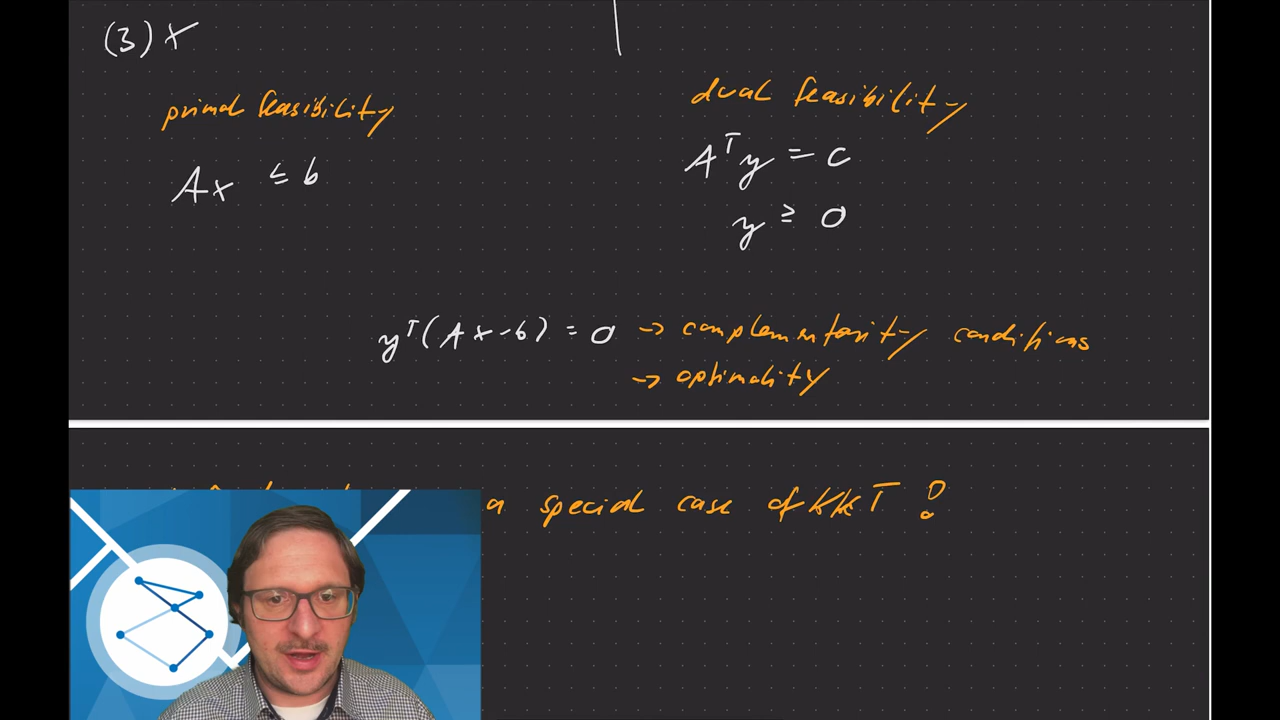 (3) x
primal feasibility
Ax ≤ b
dual feasibility
Aᵀy = c
y ≥ 0
yᵀ(Ax-b) = 0 → complementarity conditions
→ optimality
a special case of KKT !